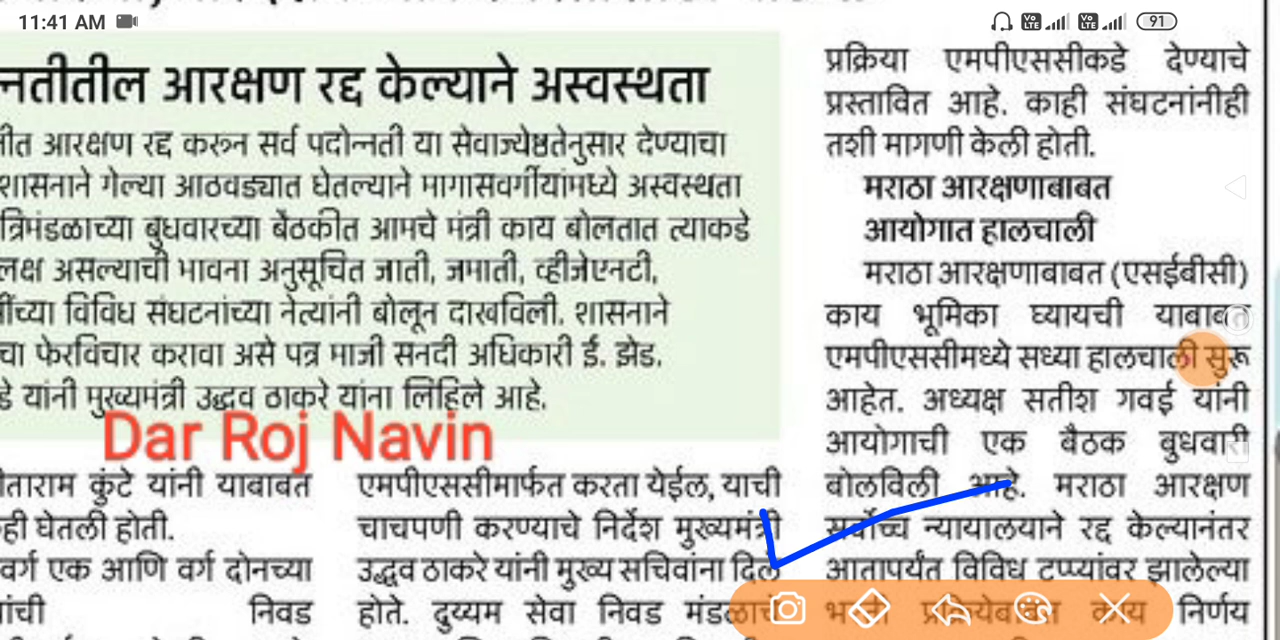 11:41 AM
91
न्नतीतील आरक्षण रद्द केल्याने अस्वस्थता
नीत आरक्षण रद्द करून सर्व पदोन्नती या सेवाज्येष्ठतेनुसार देण्याचा
शासनाने गेल्या आठवड्यात घेतल्याने मागासवर्गीयांमध्ये अस्वस्थता
त्रिमंडळाच्या बुधवारच्या बैठकीत आमचे मंत्री काय बोलतात त्याकडे
लक्ष असल्याची भावना अनुसूचित जाती, जमाती, व्हीजेएनटी,
विविध संघटनांच्या नेत्यांनी बोलून दाखविली. शासनाने
चा फेरविचार करावा असे पत्र माजी सनदी अधिकारी ई. झेड.
डे यांनी मुख्यमंत्री उद्धव ठाकरे यांना लिहिले आहे.
Dar Roj Navin
ताराम कुंटे यांनी याबाबत
ही घेतली होती.
वर्ग एक आणि वर्ग दोनच्या
ांची निवड
एमपीएससीमार्फत करता येईल, याची
चाचपणी करण्याचे निर्देश मुख्यमंत्री
उद्धव ठाकरे यांनी मुख्य सचिवांना दिले
होते. दुय्यम सेवा निवड मंडळाचे
प्रक्रिया एमपीएससीकडे देण्याचे
प्रस्तावित आहे. काही संघटनांनीही
तशी मागणी केली होती.
मराठा आरक्षणाबाबत
आयोगात हालचाली
मराठा आरक्षणाबाबत (एसईबीसी)
काय भूमिका घ्यायची याबाबत
एमपीएससीमध्ये सध्या हालचाली सुरू
आहेत. अध्यक्ष सतीश गवई यांनी
आयोगाची एक बैठक बुधवारी
बोलविली आहे. मराठा आरक्षण
सर्वोच्च न्यायालयाने रद्द केल्यानंतर
आतापर्यंत विविध टप्प्यांवर झालेल्या
भरती प्रक्रियेबाबत काय निर्णय